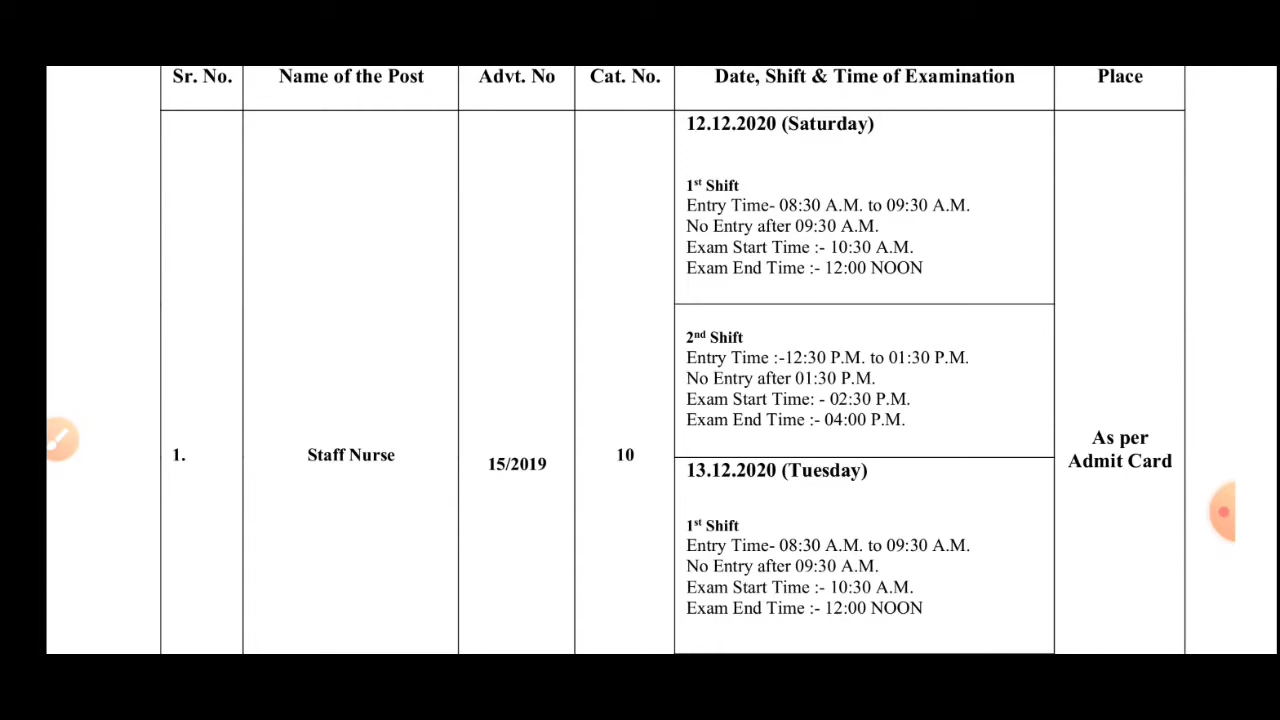 Sr. No. Name of the Post Advt. No Cat. No. Date, Shift & Time of Examination Place
12.12.2020 (Saturday)
1st Shift
Entry Time- 08:30 A.M. to 09:30 A.M.
No Entry after 09:30 A.M.
Exam Start Time :- 10:30 A.M.
Exam End Time :- 12:00 NOON
2nd Shift
Entry Time :-12:30 P.M. to 01:30 P.M.
No Entry after 01:30 P.M.
Exam Start Time: - 02:30 P.M.
Exam End Time :- 04:00 P.M.
1. Staff Nurse 15/2019 10
As per
Admit Card
13.12.2020 (Tuesday)
1st Shift
Entry Time- 08:30 A.M. to 09:30 A.M.
No Entry after 09:30 A.M.
Exam Start Time :- 10:30 A.M.
Exam End Time :- 12:00 NOON